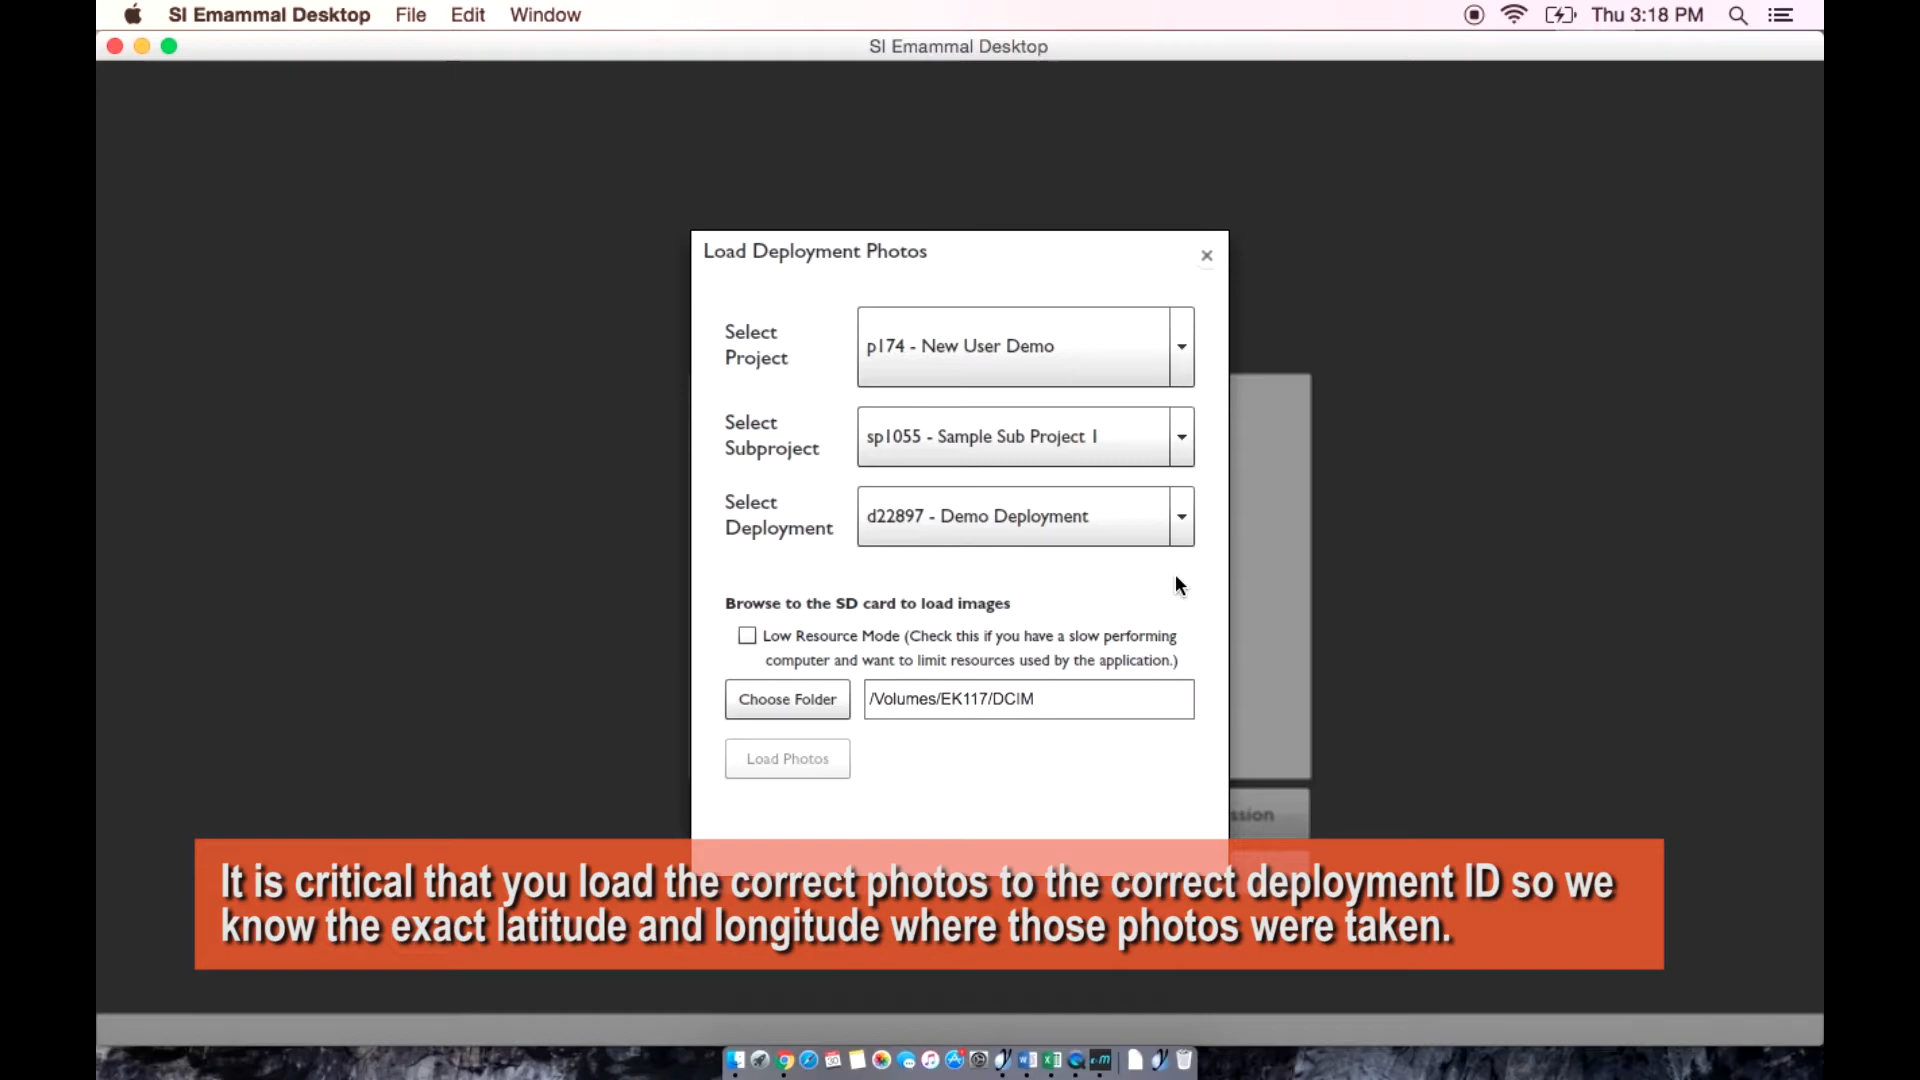 SI Emammal Desktop File Edit Window Thu 3:18 PM
SI Emammal Desktop
Load Deployment Photos
Select
Project
p174 - New User Demo
Select
Subproject
sp1055 - Sample Sub Project 1
Select
Deployment
d22897 - Demo Deployment
Browse to the SD card to load images
Low Resource Mode (Check this if you have a slow performing
computer and want to limit resources used by the application.)
Choose Folder /Volumes/EK117/DCIM
Load Photos
ssion
It is critical that you load the correct photos to the correct deployment ID so we
know the exact latitude and longitude where those photos were taken.